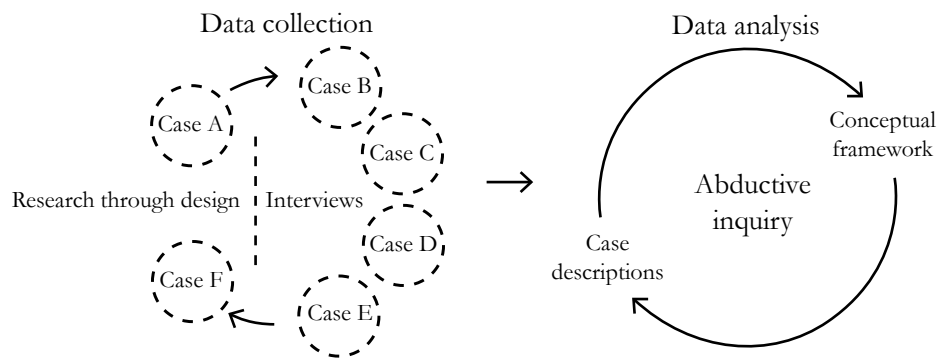 Data collection
Case A
Case B
Case C
Research through design
Interviews
Case D
Case F
Case E
Data analysis
Conceptual
framework
Abductive
inquiry
Case
descriptions